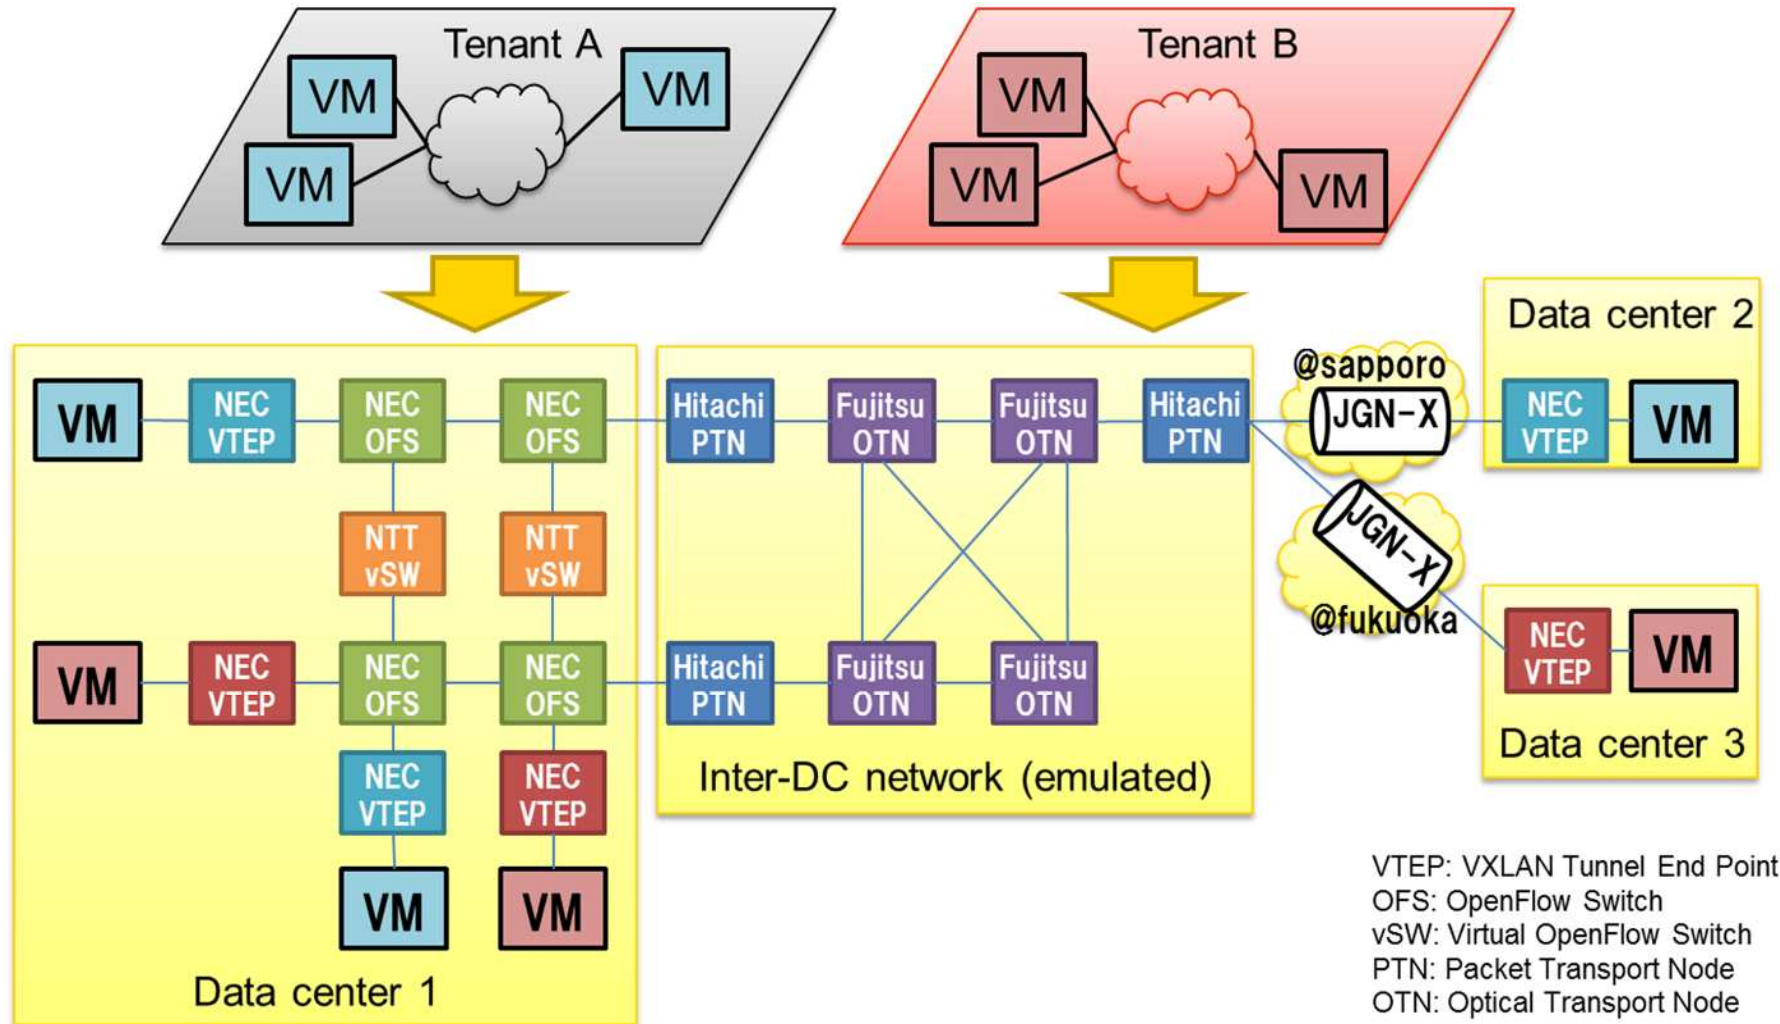 Tenant A
VM
VM
VM
Tenant B
VM
VM
VM
Data center 2
@sapporo
VM
NEC
VTEP
NEC
OFS
NEC
OFS
Hitachi
PTN
Fujitsu
OTN
Fujitsu
OTN
Hitachi
PTN
JGN-X
NEC
VTEP
VM
NTT
vSW
NTT
vSW
JGN-X
@fukuoka
VM
NEC
VTEP
NEC
OFS
NEC
OFS
Hitachi
PTN
Fujitsu
OTN
Fujitsu
OTN
NEC
VTEP
VM
Data center 3
NEC
VTEP
NEC
VTEP
Inter-DC network (emulated)
VM
VM
Data center 1
VTEP: VXLAN Tunnel End Point
OFS: OpenFlow Switch
vSW: Virtual OpenFlow Switch
PTN: Packet Transport Node
OTN: Optical Transport Node